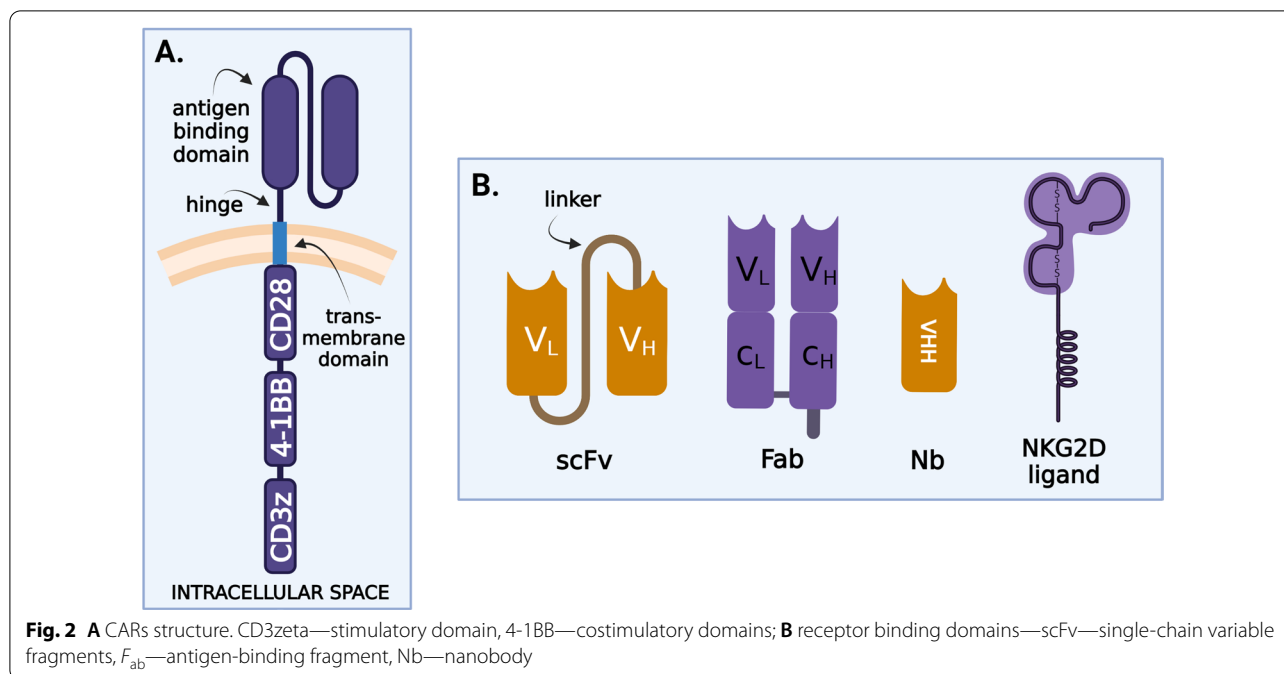 A.
antigen
binding
domain
hinge
trans-
membrane
domain
CD28
4-1BB
CD3z
INTRACELLULAR SPACE
B.
linker
VL
VH
scFv
VL
VH
CL
CH
Fab
VHH
Nb
S
S
S
S
NKG2D
ligand
Fig. 2 A CARs structure. CD3zeta—stimulatory domain, 4-1BB—costimulatory domains; B receptor binding domains—scFv—single-chain variable
fragments, Fab—antigen-binding fragment, Nb—nanobody